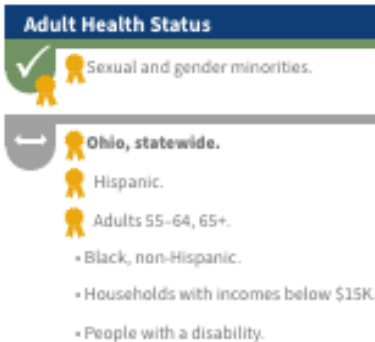 Adult Health Status
Sexual and gender minorities.
Ohio, statewide.
Hispanic.
Adults 55–64, 65+.
• Black, non-Hispanic.
• Households with incomes below $15K.
• People with a disability.